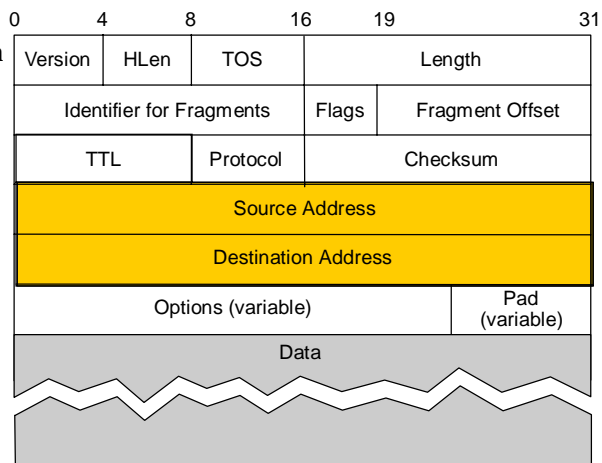 0 4 8 16 19 31
n Version HLen TOS Length
Identifier for Fragments Flags Fragment Offset
TTL Protocol Checksum
Source Address
Destination Address
Options (variable) Pad
(variable)
Data